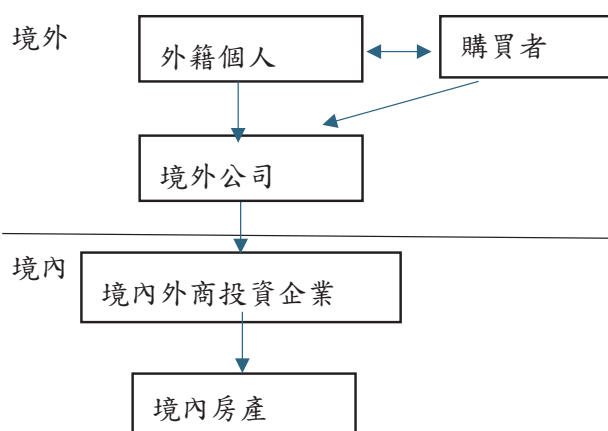 境外
外籍個人
購買者
境外公司
境內
境內外商投資企業
境內房產